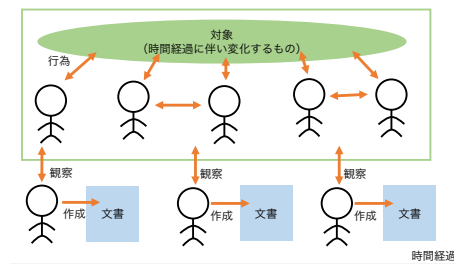 対象
（時間経過に伴い変化するもの）
行為
観察
観察
観察
作成
文書
作成
文書
作成
文書
時間経過